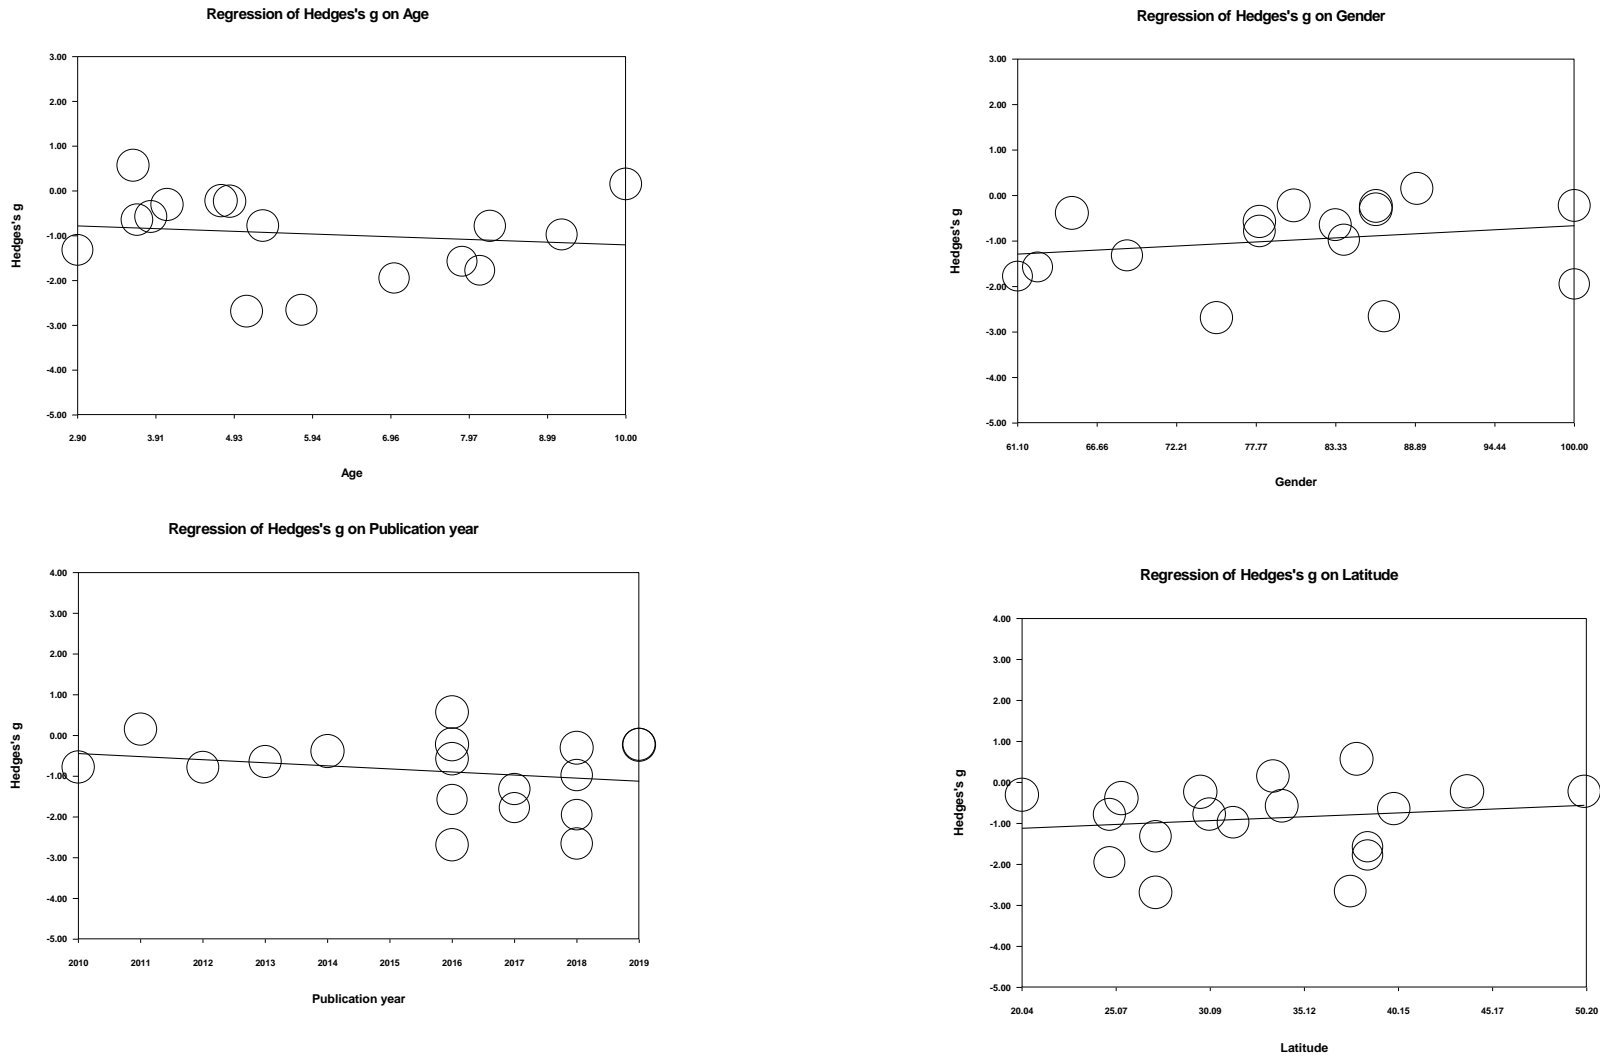 Regression of Hedges's g on Age
3.00
2.00
1.00
0.00
-1.00
-2.00
-3.00
-4.00
-5.00
Hedges's g
2.90 3.91 4.93 5.94 6.96 7.97 8.99 10.00
Age
Regression of Hedges's g on Gender
3.00
2.00
1.00
0.00
-1.00
-2.00
-3.00
-4.00
-5.00
Hedges's g
61.10 66.66 72.21 77.77 83.33 88.89 94.44 100.00
Gender
Regression of Hedges's g on Publication year
4.00
3.00
2.00
1.00
0.00
-1.00
-2.00
-3.00
-4.00
-5.00
Hedges's g
2010 2011 2012 2013 2014 2015 2016 2017 2018 2019
Publication year
Regression of Hedges's g on Latitude
4.00
3.00
2.00
1.00
0.00
-1.00
-2.00
-3.00
-4.00
-5.00
Hedges's g
20.04 25.07 30.09 35.12 40.15 45.17 50.20
Latitude